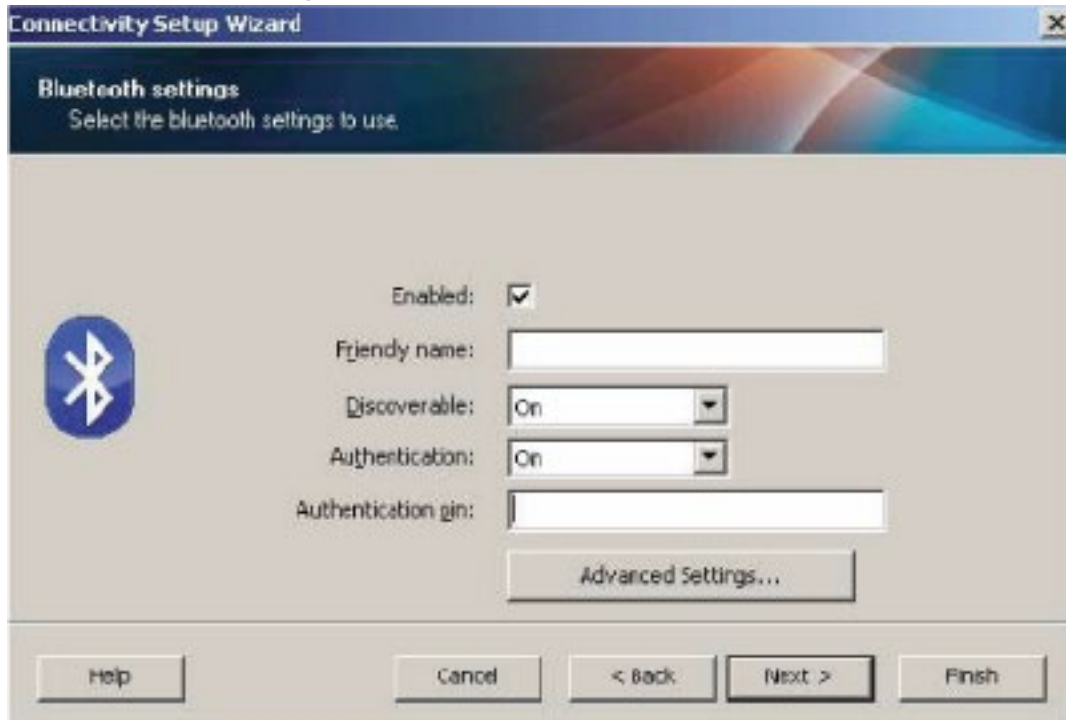 Connectivity Setup Wizard
Bluetooth settings
Select the bluetooth settings to use.
Enabled:
Friendly name:
Discoverable: On
Authentication: On
Authentication pin:
Advanced Settings...
Help Cancel < Back Next > Finish